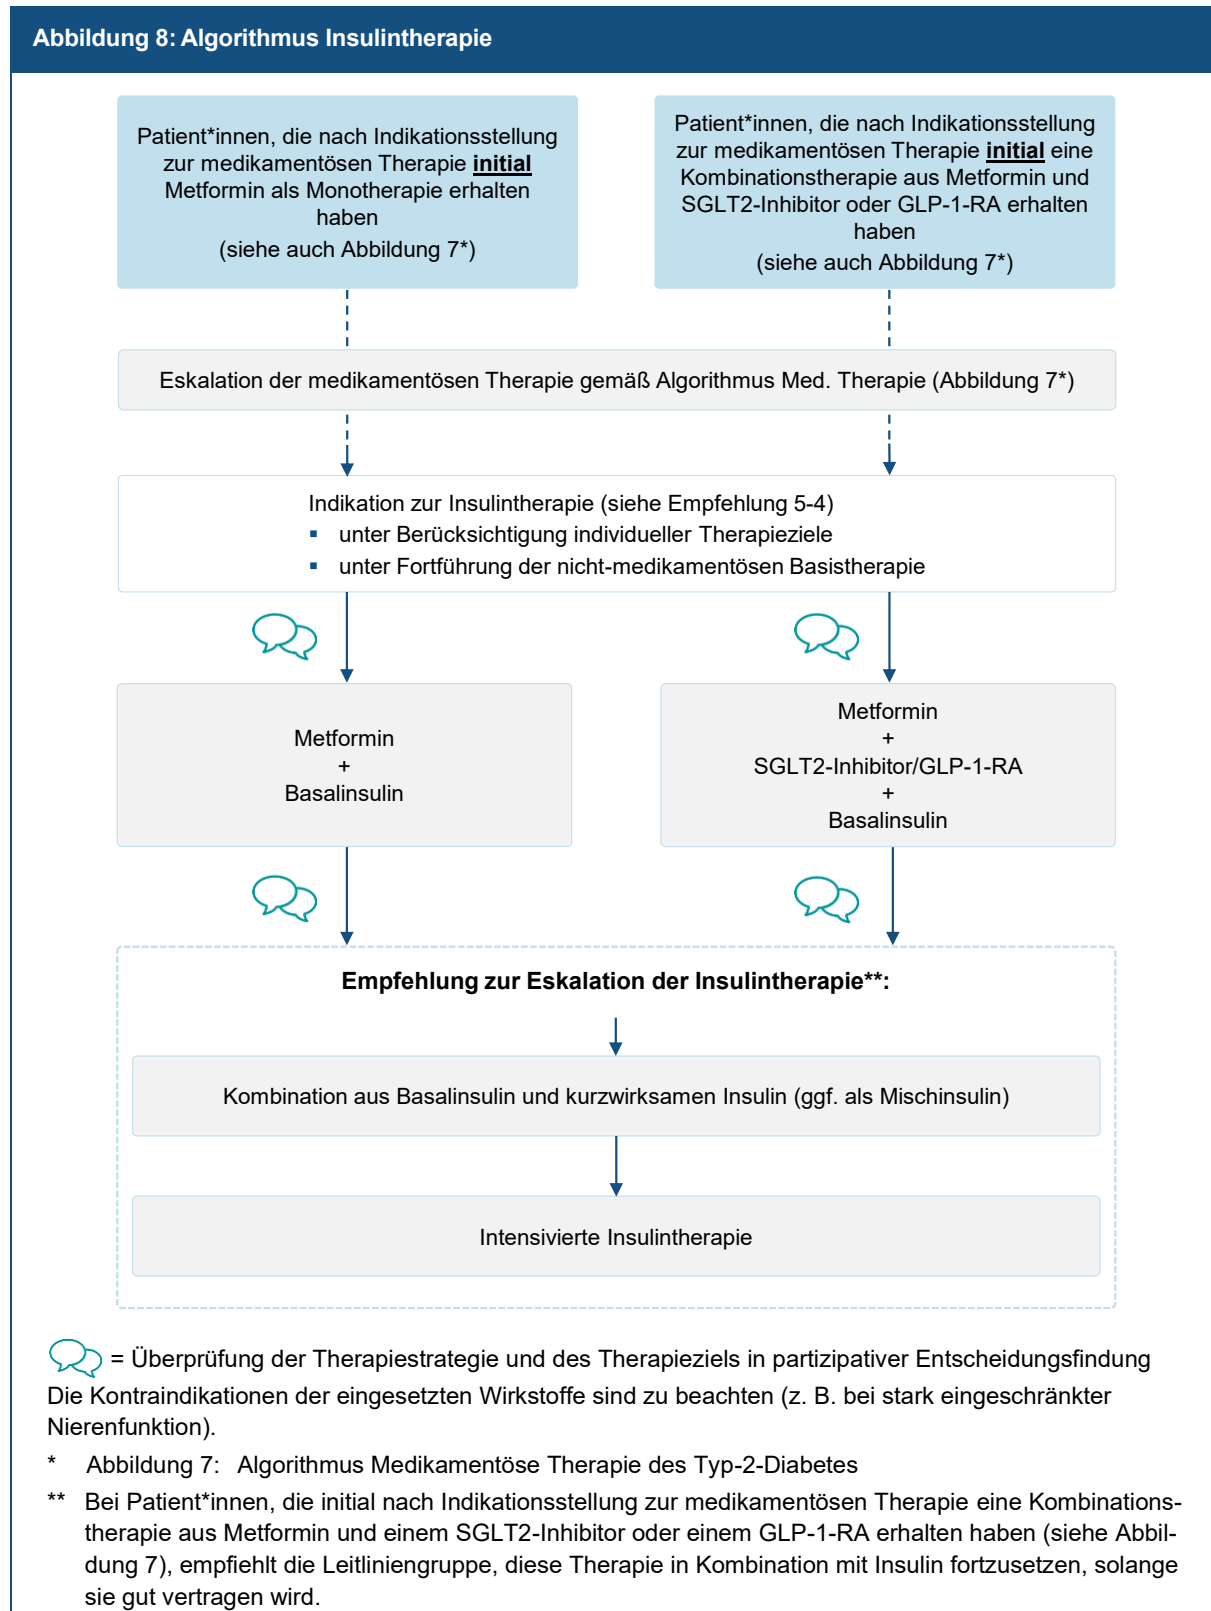 Abbildung 8: Algorithmus Insulintherapie
Patient*innen, die nach Indikationsstellung
zur medikamentösen Therapie initial
Metformin als Monotherapie erhalten
haben
(siehe auch Abbildung 7*)
Patient*innen, die nach Indikationsstellung
zur medikamentösen Therapie initial eine
Kombinationstherapie aus Metformin und
SGLT2-Inhibitor oder GLP-1-RA erhalten
haben
(siehe auch Abbildung 7*)
Eskalation der medikamentösen Therapie gemäß Algorithmus Med. Therapie (Abbildung 7*)
Indikation zur Insulintherapie (siehe Empfehlung 5-4)
▪ unter Berücksichtigung individueller Therapieziele
▪ unter Fortführung der nicht-medikamentösen Basistherapie
Metformin
+
Basalinsulin
Metformin
+
SGLT2-Inhibitor/GLP-1-RA
+
Basalinsulin
Empfehlung zur Eskalation der Insulintherapie**:
Kombination aus Basalinsulin und kurzwirksamen Insulin (ggf. als Mischinsulin)
Intensivierte Insulintherapie
= Überprüfung der Therapiestrategie und des Therapieziels in partizipativer Entscheidungsfindung
Die Kontraindikationen der eingesetzten Wirkstoffe sind zu beachten (z. B. bei stark eingeschränkter
Nierenfunktion).
* Abbildung 7: Algorithmus Medikamentöse Therapie des Typ-2-Diabetes
** Bei Patient*innen, die initial nach Indikationsstellung zur medikamentösen Therapie eine Kombinations-
therapie aus Metformin und einem SGLT2-Inhibitor oder einem GLP-1-RA erhalten haben (siehe Abbil-
dung 7), empfiehlt die Leitliniengruppe, diese Therapie in Kombination mit Insulin fortzusetzen, solange
sie gut vertragen wird.